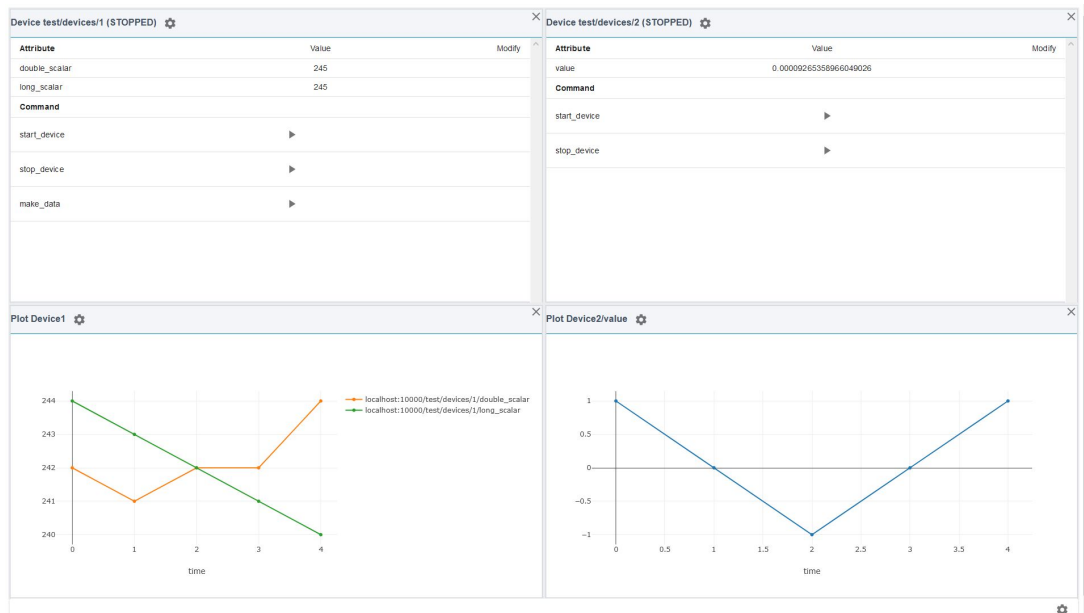 Device test/devices/1 (STOPPED)
Attribute Value Modify
double_scalar 245
long_scalar 245
Command
start_device
stop_device
make_data
Device test/devices/2 (STOPPED)
Attribute Value Modify
value 0.00009265358966049026
Command
start_device
stop_device
Plot Device1
244
243
242
241
240
0 1 2 3 4
time
localhost:10000/test/devices/1/double_scalar
localhost:10000/test/devices/1/long_scalar
Plot Device2/value
1
0.5
0
−0.5
−1
0 0.5 1 1.5 2 2.5 3 3.5 4
time